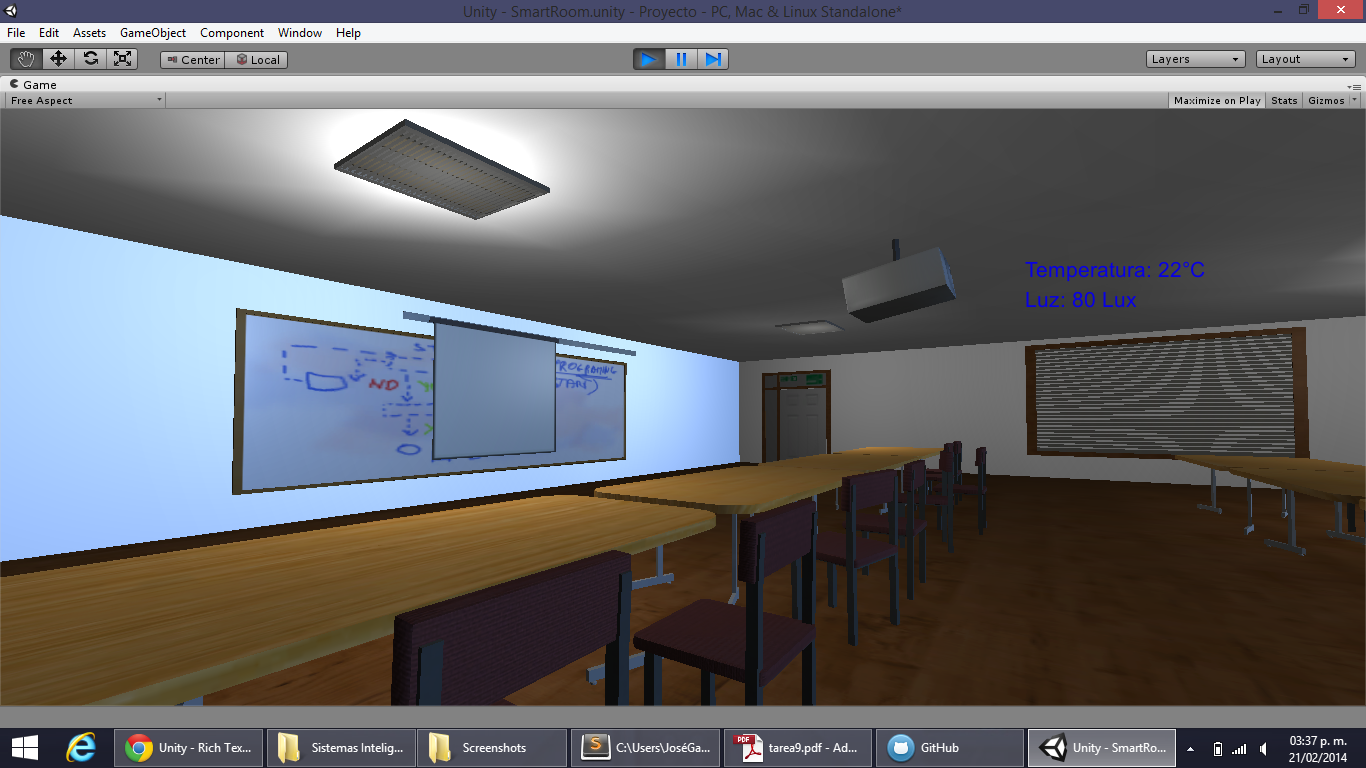 Unity - SmartRoom.unity - Proyecto - PC, Mac & Linux Standalone*
File Edit Assets GameObject Component Window Help
Center Local Layers Layout
Game
Free Aspect Maximize on Play Stats Gizmos
Temperatura: 22°C
Luz: 80 Lux
PROGRAMING
NO
Unity - Rich Tex... Sistemas Intelig... Screenshots C:\Users\JoséGa... tarea9.pdf - Ad... GitHub Unity - SmartRo... 03:37 p. m.
21/02/2014